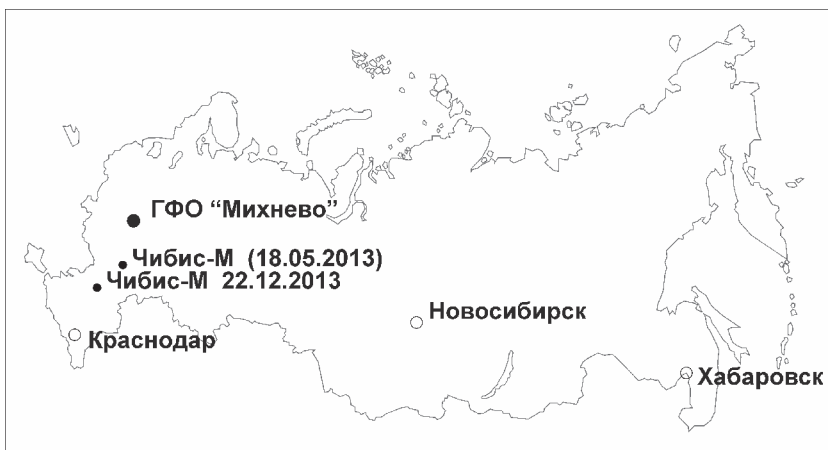 ГФО “Михнево”
Чибис-М (18.05.2013)
Чибис-М 22.12.2013
Новосибирск
Краснодар
Хабаровск